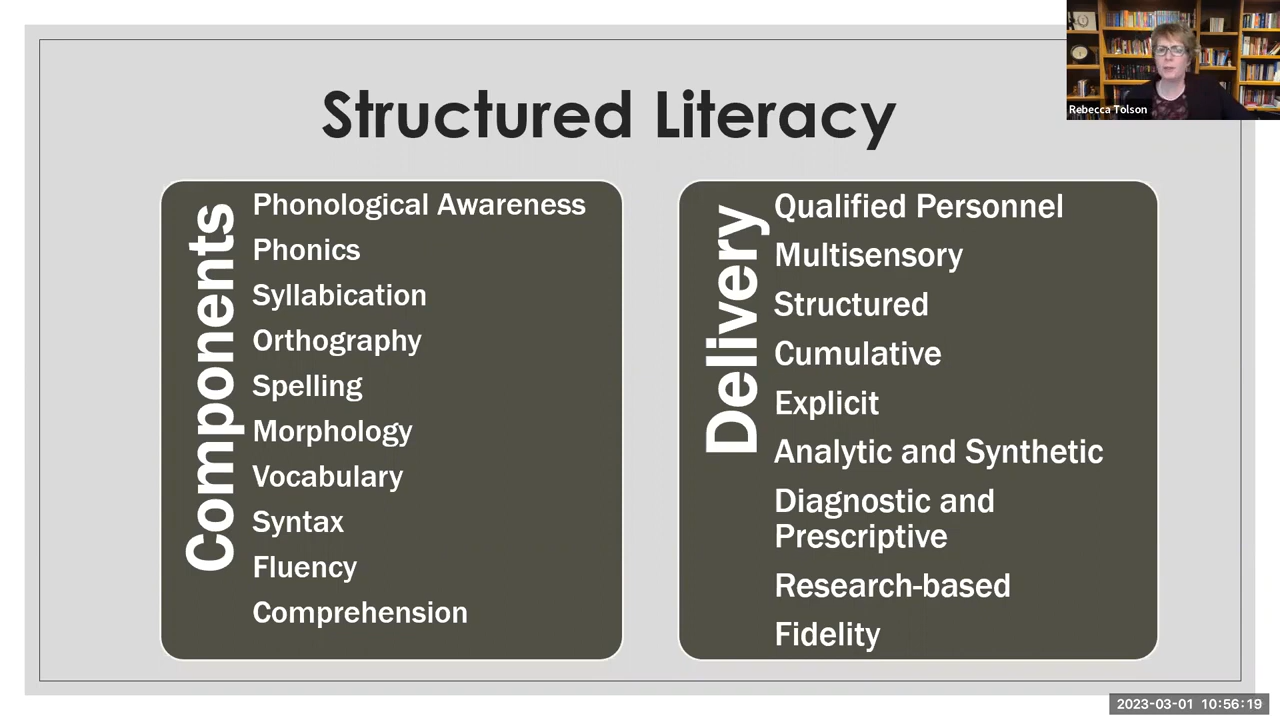 Structured Literacy
Rebecca Tolson
Components
Phonological Awareness
Phonics
Syllabication
Orthography
Spelling
Morphology
Vocabulary
Syntax
Fluency
Comprehension
Delivery
Qualified Personnel
Multisensory
Structured
Cumulative
Explicit
Analytic and Synthetic
Diagnostic and
Prescriptive
Research-based
Fidelity
2023-03-01 10:56:19